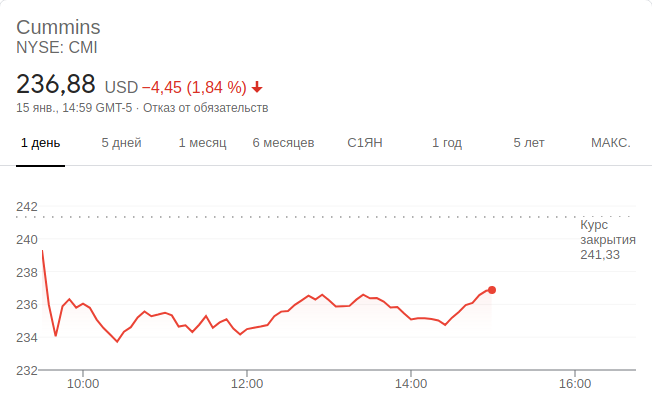 Cummins
NYSE: CMI
236,88 USD −4,45 (1,84 %)
15 янв., 14:59 GMT-5 · Отказ от обязательств
1 день 5 дней 1 месяц 6 месяцев С1ЯН 1 год 5 лет МАКС.
242
240
238
236
234
232
Курс
закрытия
241,33
10:00 12:00 14:00 16:00